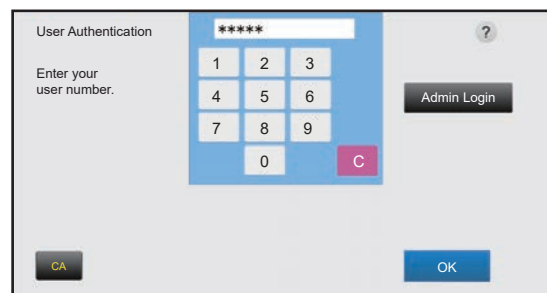 User Authentication
*****
?
Enter your
user number.
1 2 3
4 5 6
Admin Login
7 8 9
0 C
CA
OK